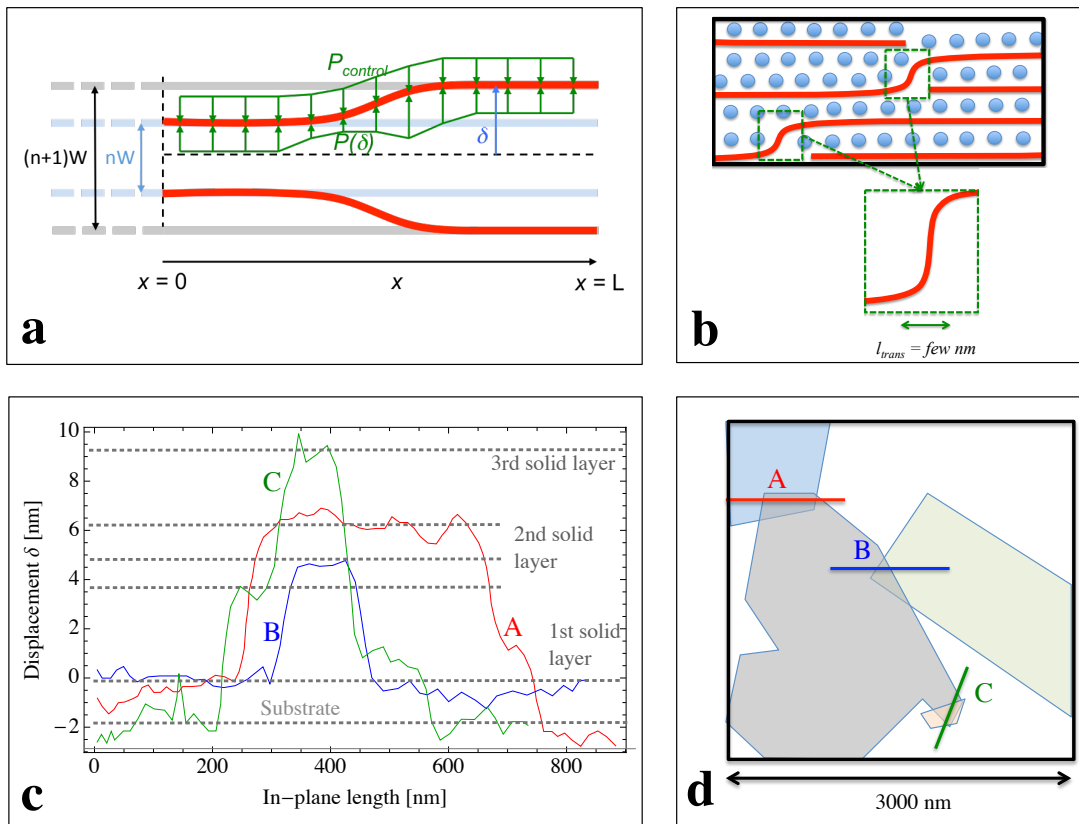 P_control
P(δ)
δ
(n+1)W
nW
x = 0
x
x = L
a
l_trans = few nm
b
Displacement δ [nm]
10
8
6
4
2
0
−2
0
200
400
600
800
In−plane length [nm]
3rd solid layer
2nd solid
layer
1st solid
layer
Substrate
C
B
A
c
A
B
C
3000 nm
d